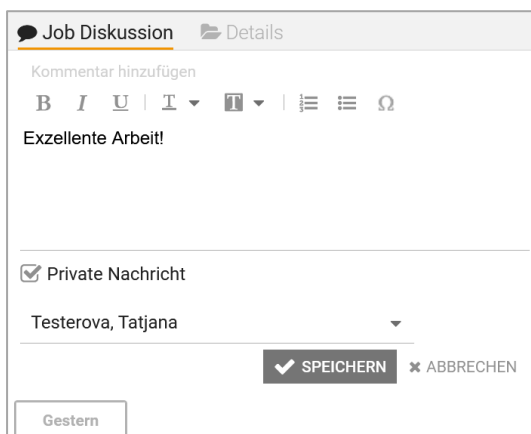 Job Diskussion Details
Kommentar hinzufügen
B I U T T Ω
Exzellente Arbeit!
Private Nachricht
Testerova, Tatjana
SPEICHERN ABBRECHEN
Gestern